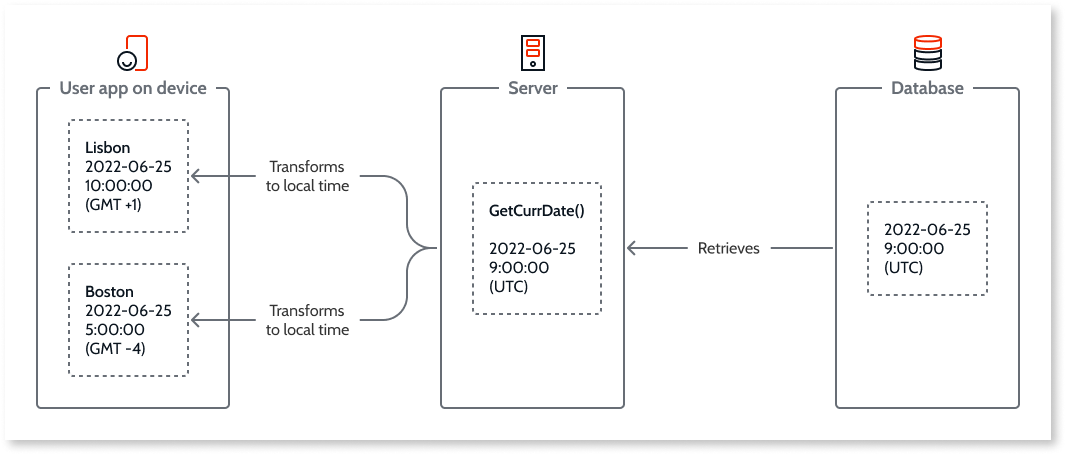 User app on device
Lisbon
2022-06-25
10:00:00
(GMT +1)
Boston
2022-06-25
5:00:00
(GMT -4)
Transforms
to local time
Transforms
to local time
Server
GetCurrDate()
2022-06-25
9:00:00
(UTC)
Retrieves
Database
2022-06-25
9:00:00
(UTC)